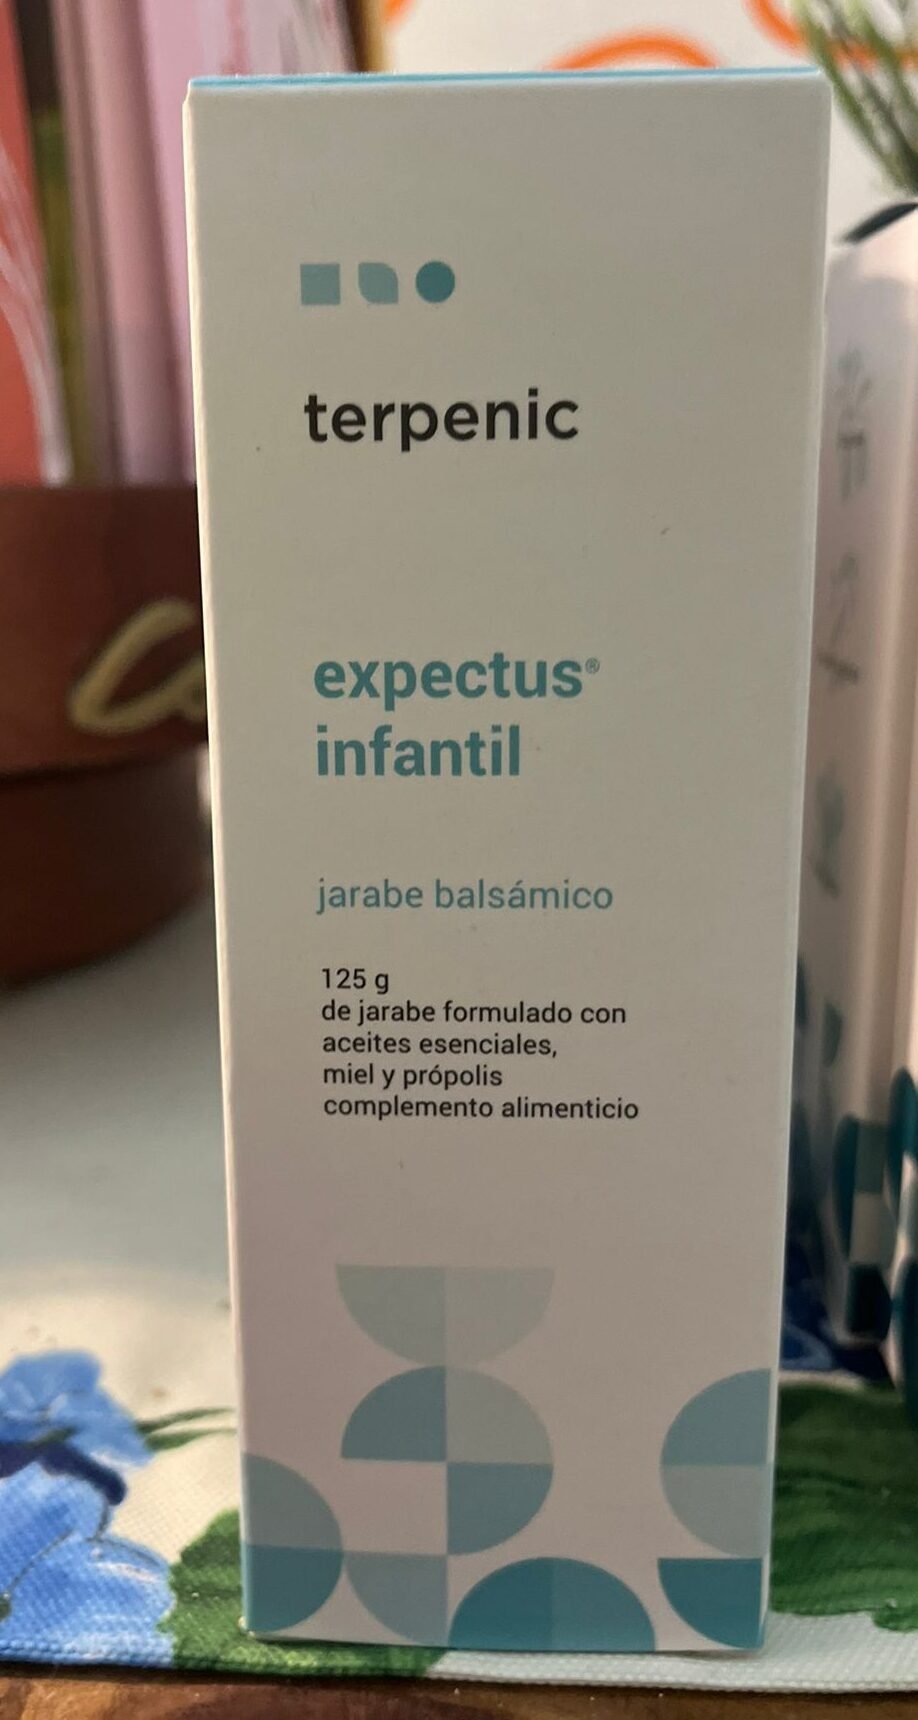 terpenic
expectus®
infantil
jarabe balsámico
125 g
de jarabe formulado con
aceites esenciales,
miel y própolis
complemento alimenticio